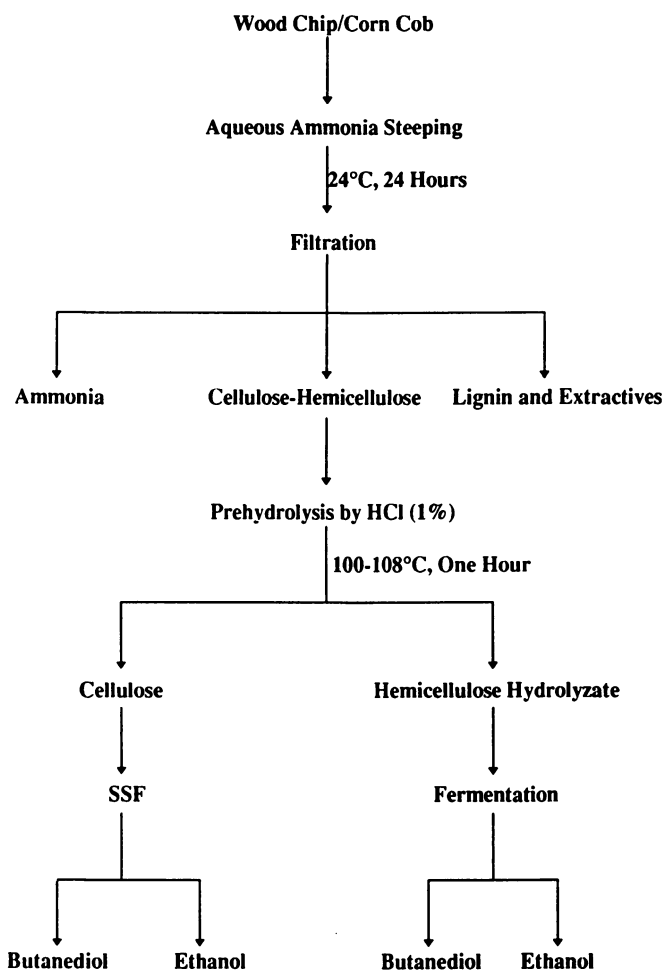 Wood Chip/Corn Cob
Aqueous Ammonia Steeping
24°C, 24 Hours
Filtration
Ammonia
Cellulose-Hemicellulose
Lignin and Extractives
Prehydrolysis by HCl (1%)
100-108°C, One Hour
Cellulose
Hemicellulose Hydrolyzate
SSF
Fermentation
Butanediol
Ethanol
Butanediol
Ethanol